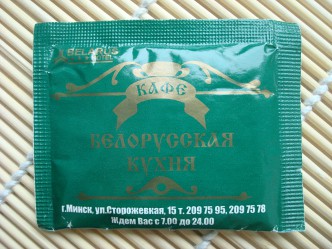 BELARUS
КАФЕ
БЕЛОРУССКАЯ
КУХНЯ
г.Минск, ул.Сторожевская, 15 т. 209 75 95, 209 75 78
Ждем Вас с 7.00 до 24.00